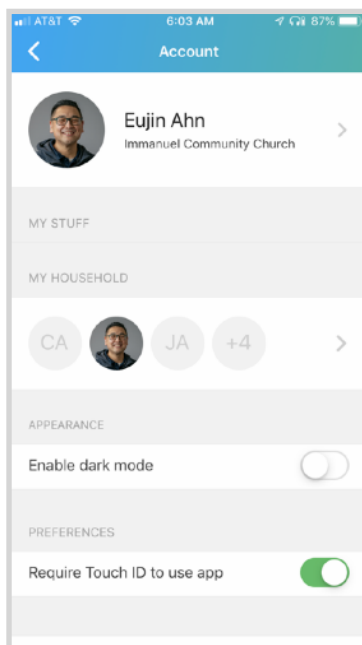 AT&T 6:03 AM 87%
Account
Eujin Ahn
Immanuel Community Church
MY STUFF
MY HOUSEHOLD
CA JA +4
APPEARANCE
Enable dark mode
PREFERENCES
Require Touch ID to use app